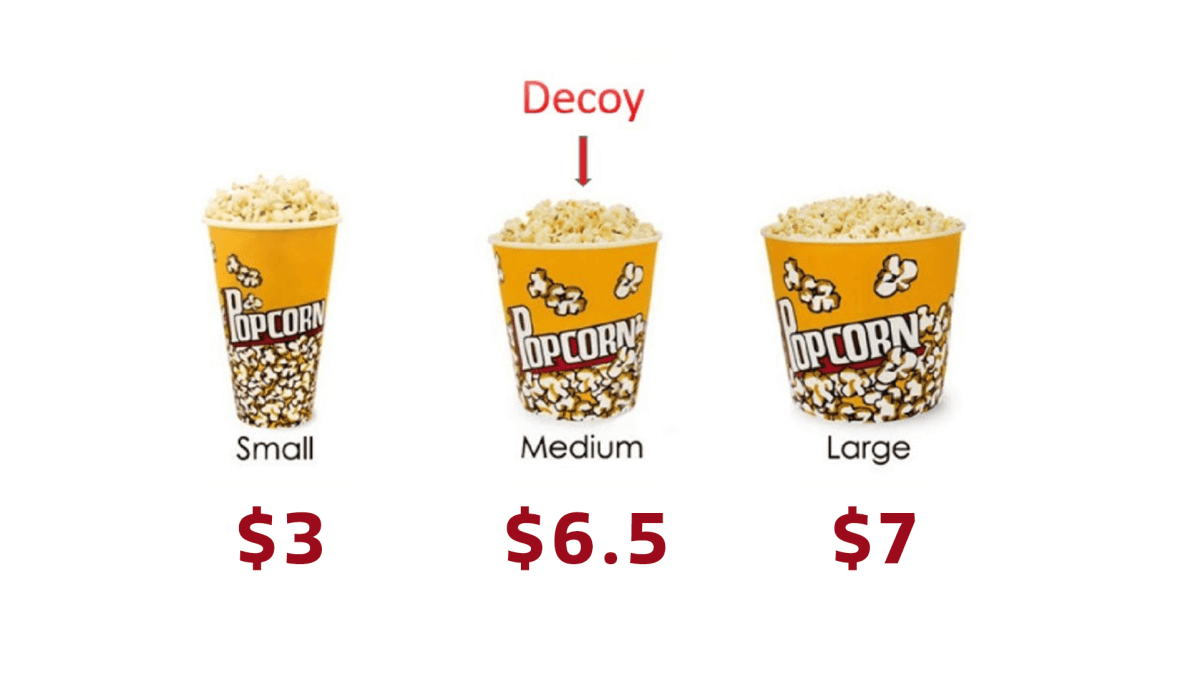 Decoy
POPCORN
POPCORN
POPCORN
Small
Medium
Large
$3
$6.5
$7